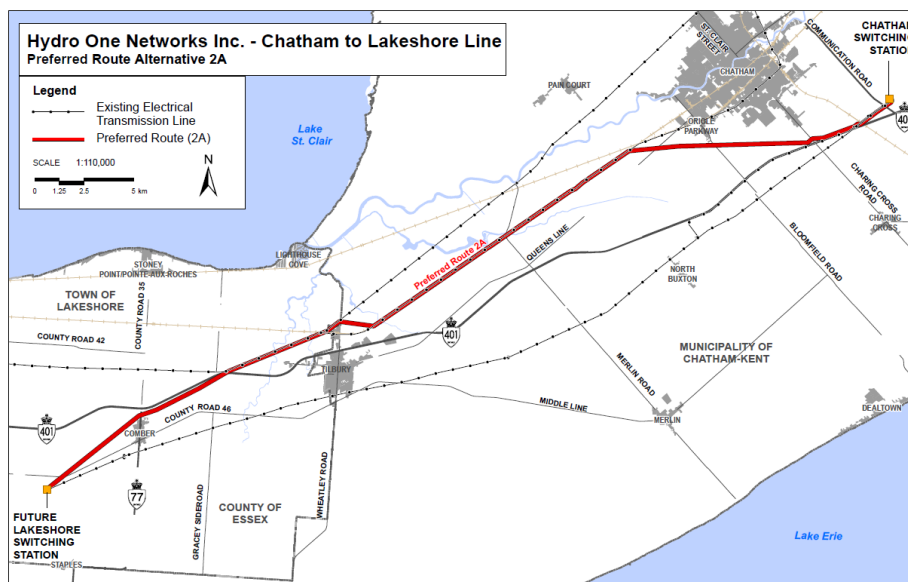 Hydro One Networks Inc. - Chatham to Lakeshore Line
Preferred Route Alternative 2A
Legend
Existing Electrical
Transmission Line
Preferred Route (2A)
SCALE 1:110,000
N
0 1.25 2.5 5 km
Lake
St. Clair
PAIN COURT
ST. CLAIR
STREET
CHATHAM
COMMUNICATION ROAD
CHATHAM
SWITCHING
STATION
401
ORIOLE
PARKWAY
CHARING CROSS
ROAD
CHARING
CROSS
BLOOMFIELD ROAD
LIGHTHOUSE
COVE
STONEY
POINT/POINTE-AUX-ROCHES
TOWN OF
LAKESHORE
COUNTY ROAD 35
COUNTY ROAD 42
Preferred Route 2A
QUEENS LINE
NORTH
BUXTON
401
TILBURY
MUNICIPALITY OF
CHATHAM-KENT
MERLIN ROAD
MIDDLE LINE
MERLIN
DEALTOWN
COUNTY ROAD 46
COMBER
401
77
GRACEY SIDEROAD
WHEATLEY ROAD
COUNTY OF
ESSEX
FUTURE
LAKESHORE
SWITCHING
STATION
STAPLES
Lake Erie